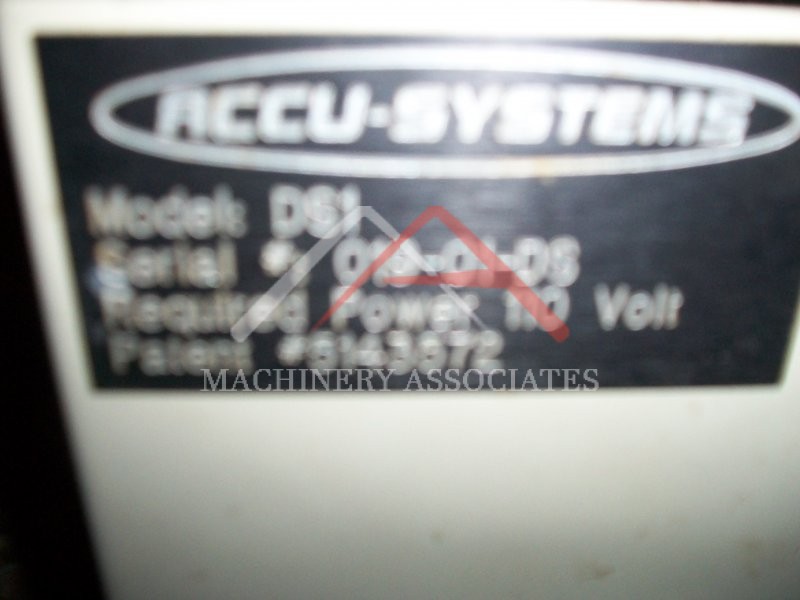 ACCU-SYSTEMS
Model: DS1
Serial #:
Required Power 110 Volt
Patent
MACHINERY ASSOCIATES